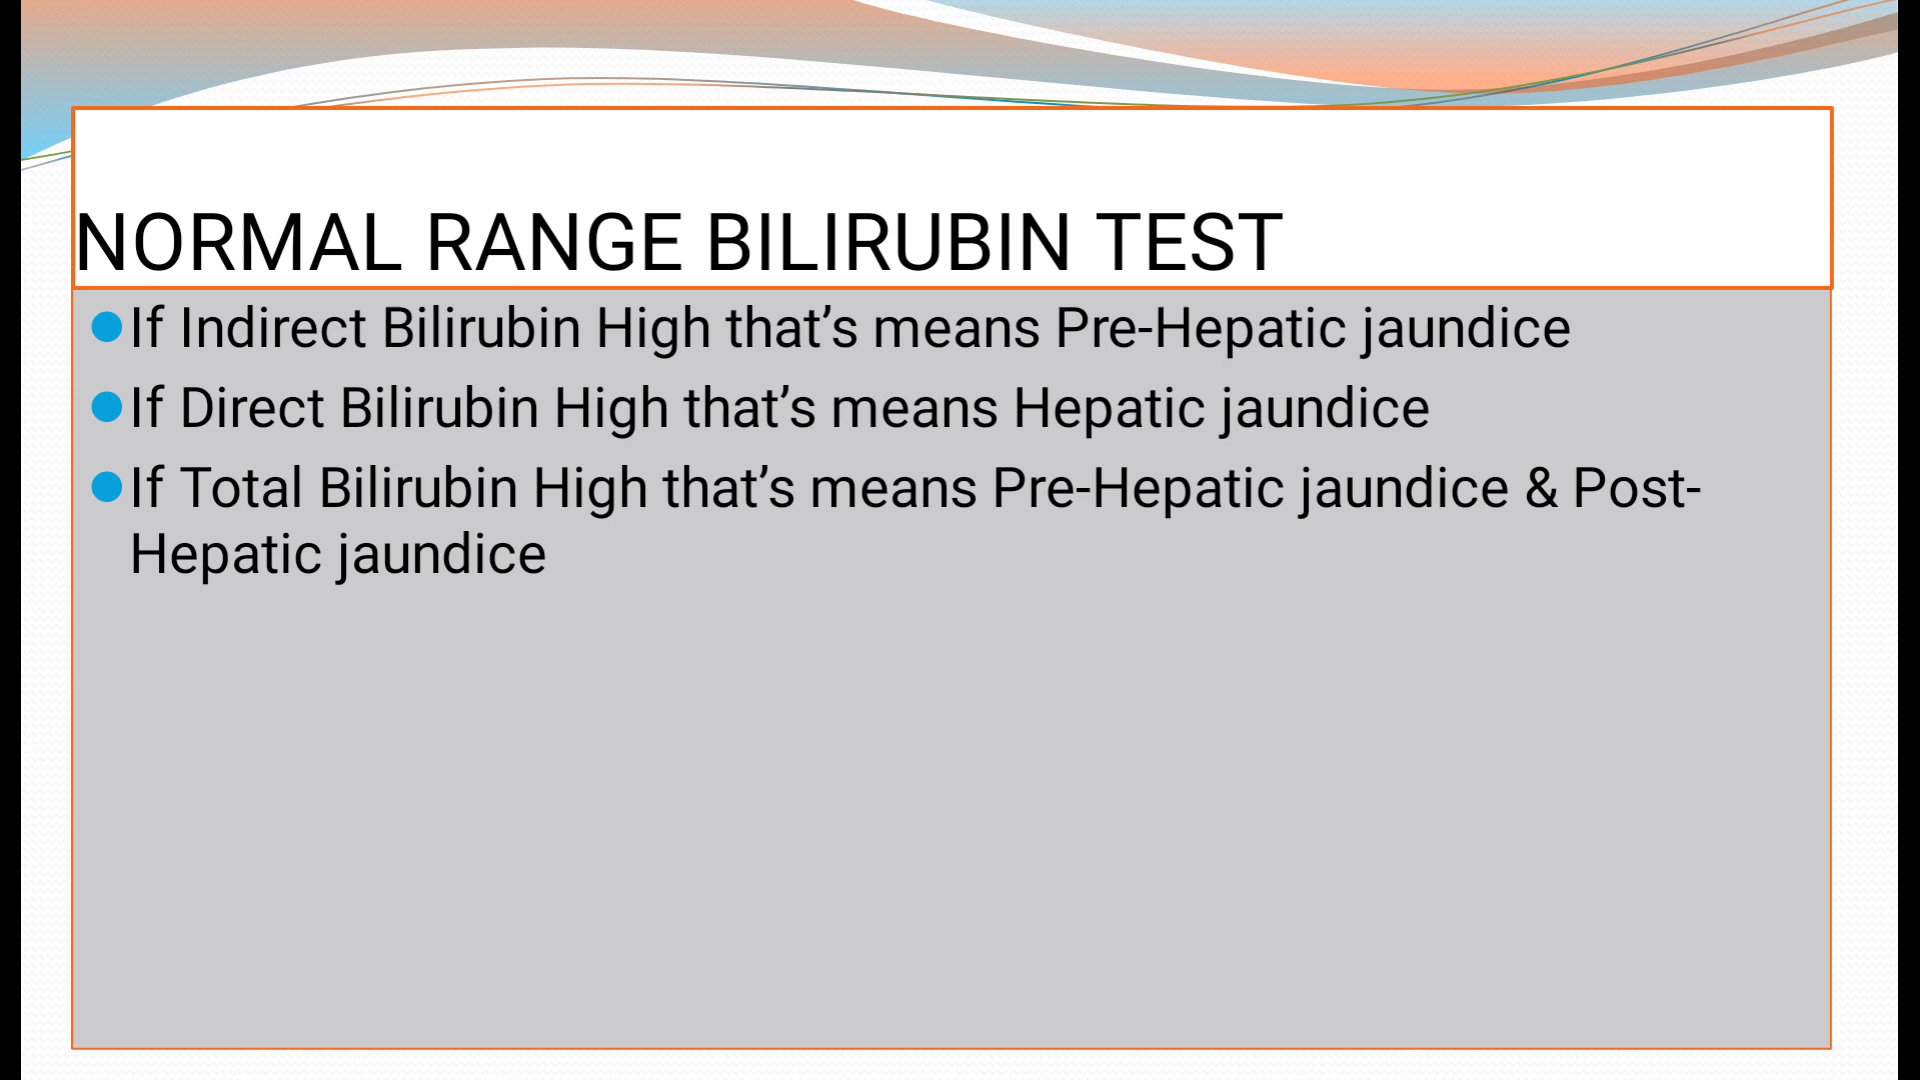 NORMAL RANGE BILIRUBIN TEST
If Indirect Bilirubin High that’s means Pre-Hepatic jaundice
If Direct Bilirubin High that’s means Hepatic jaundice
If Total Bilirubin High that’s means Pre-Hepatic jaundice & Post-
Hepatic jaundice